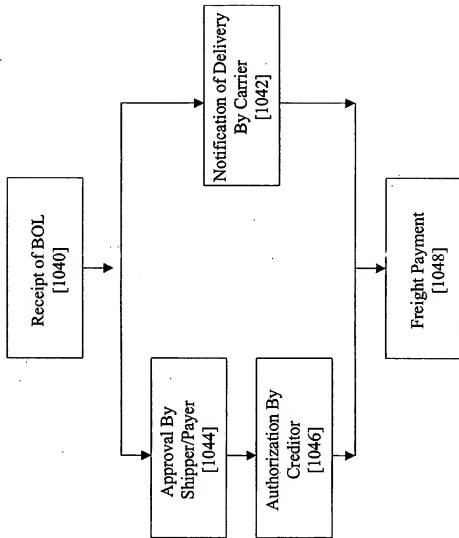 Receipt of BOL
[1040]
Notification of Delivery
By Carrier
[1042]
Approval By
Shipper/Payer
[1044]
Authorization By
Creditor
[1046]
Freight Payment
[1048]